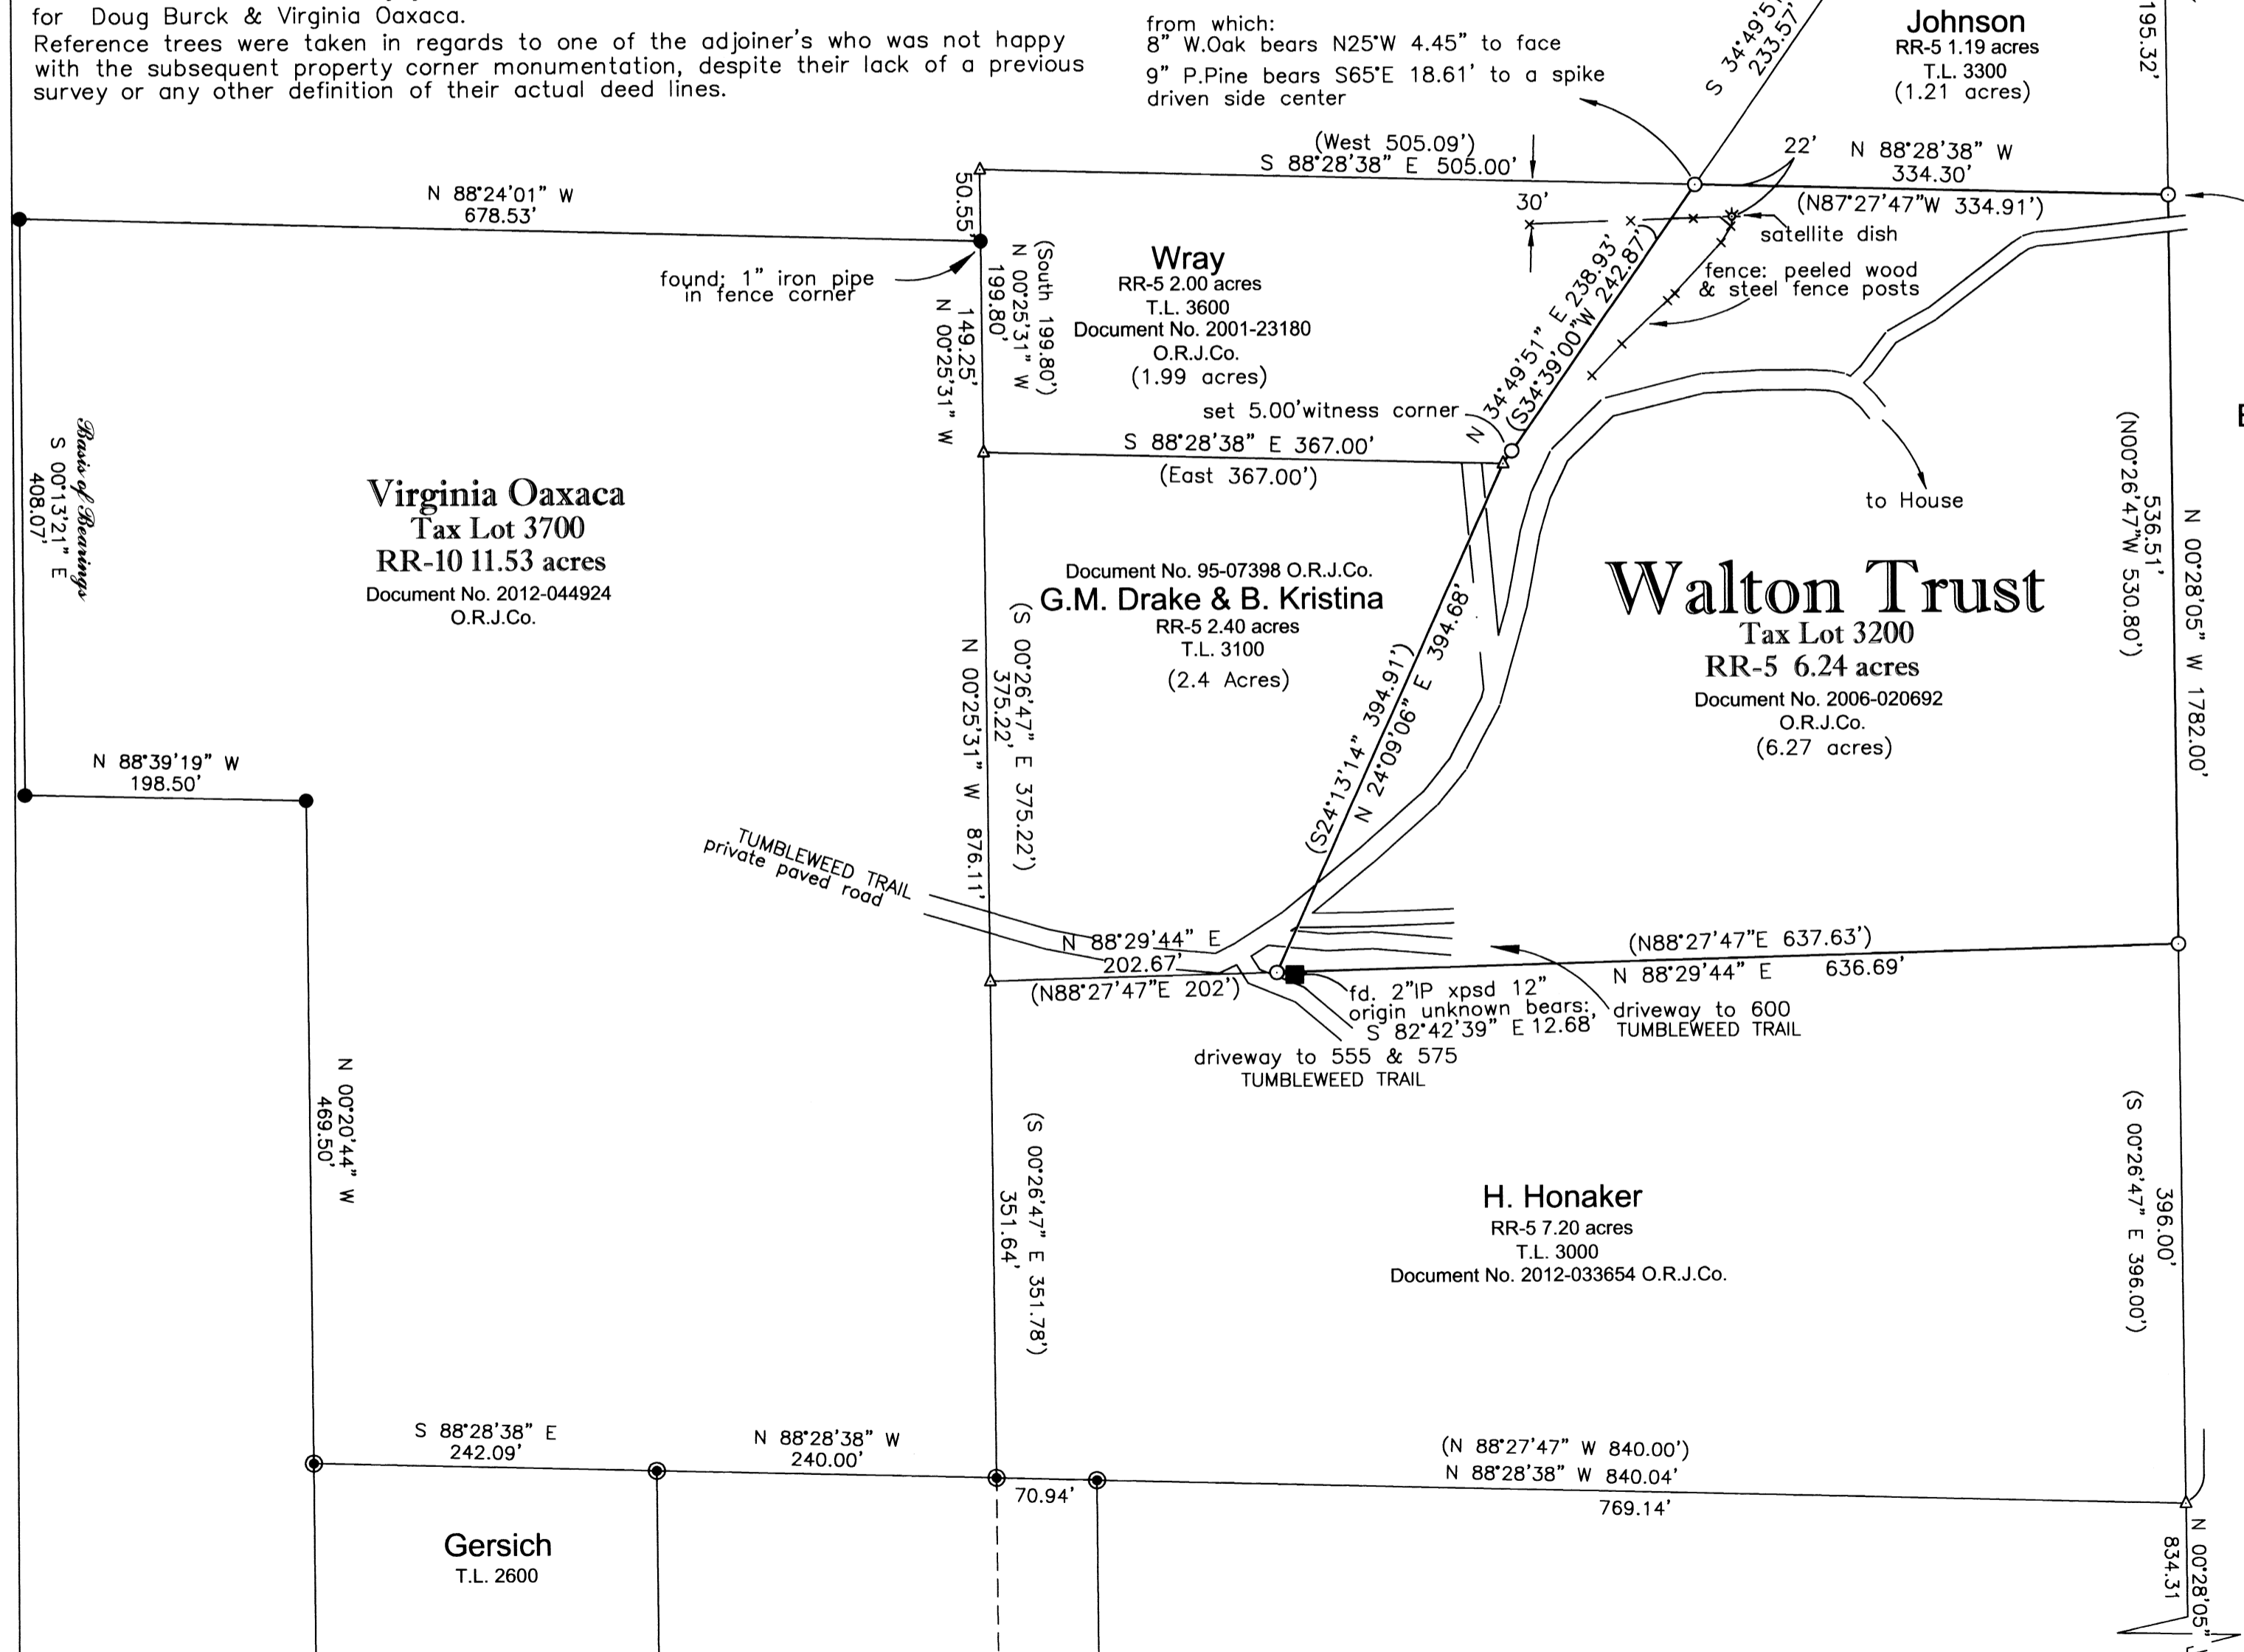 for Doug Burck & Virginia Oaxaca.
Reference trees were taken in regards to one of the adjoiner's who was not happy
with the subsequent property corner monumentation, despite their lack of a previous
survey or any other definition of their actual deed lines.
from which:
8" W.Oak bears N25°W 4.45" to face
9" P.Pine bears S65°E 18.61' to a spike
driven side center
S 34°49'51
233.57'
Johnson
RR-5 1.19 acres
T.L. 3300
(1.21 acres)
195.32'
(West 505.09')
S 88°28'38" E 505.00'
22'
N 88°28'38" W
334.30'
(N87°27'47"W 334.91')
30'
satellite dish
fence: peeled wood
& steel fence posts
N 88°24'01" W
678.53'
50.55'
found; 1" iron pipe
in fence corner
(South 199.80')
N 00°25'31" W
199.80'
149.25'
N 00°25'31" W
Wray
RR-5 2.00 acres
T.L. 3600
Document No. 2001-23180
O.R.J.Co.
(1.99 acres)
N 34°49'51" E 238.93'
(S34°39'00"W 242.87')
set 5.00'witness corner
S 88°28'38" E 367.00'
(East 367.00')
to House
Basis of Bearings
S 00°13'21" E
408.07'
Virginia Oaxaca
Tax Lot 3700
RR-10 11.53 acres
Document No. 2012-044924
O.R.J.Co.
Document No. 95-07398 O.R.J.Co.
G.M. Drake & B. Kristina
RR-5 2.40 acres
T.L. 3100
(2.4 Acres)
Walton Trust
Tax Lot 3200
RR-5 6.24 acres
Document No. 2006-020692
O.R.J.Co.
(6.27 acres)
N 00°28'05" W 1782.00'
536.51'
(N00°26'47"W 530.80')
(S24°13'14" 394.91')
N 24°09'06" E 394.68'
(S 00°26'47" E 375.22')
375.22'
N 00°25'31" W 876.11'
N 88°39'19" W
198.50'
TUMBLEWEED TRAIL
private paved road
N 88°29'44" E
202.67'
(N88°27'47"E 202')
(N88°27'47"E 637.63')
N 88°29'44" E 636.69'
fd. 2"IP xpsd 12"
origin unknown bears:,
S 82°42'39" E 12.68'
driveway to 600
TUMBLEWEED TRAIL
driveway to 555 & 575
TUMBLEWEED TRAIL
N 00°20'44" W
469.50'
(S 00°26'47" E 351.78')
351.64'
H. Honaker
RR-5 7.20 acres
T.L. 3000
Document No. 2012-033654 O.R.J.Co.
396.00'
(S 00°26'47" E 396.00')
S 88°28'38" E
242.09'
N 88°28'38" W
240.00'
(N 88°27'47" W 840.00')
N 88°28'38" W 840.04'
70.94'
769.14'
Gersich
T.L. 2600
N 00°28'05"
834.31